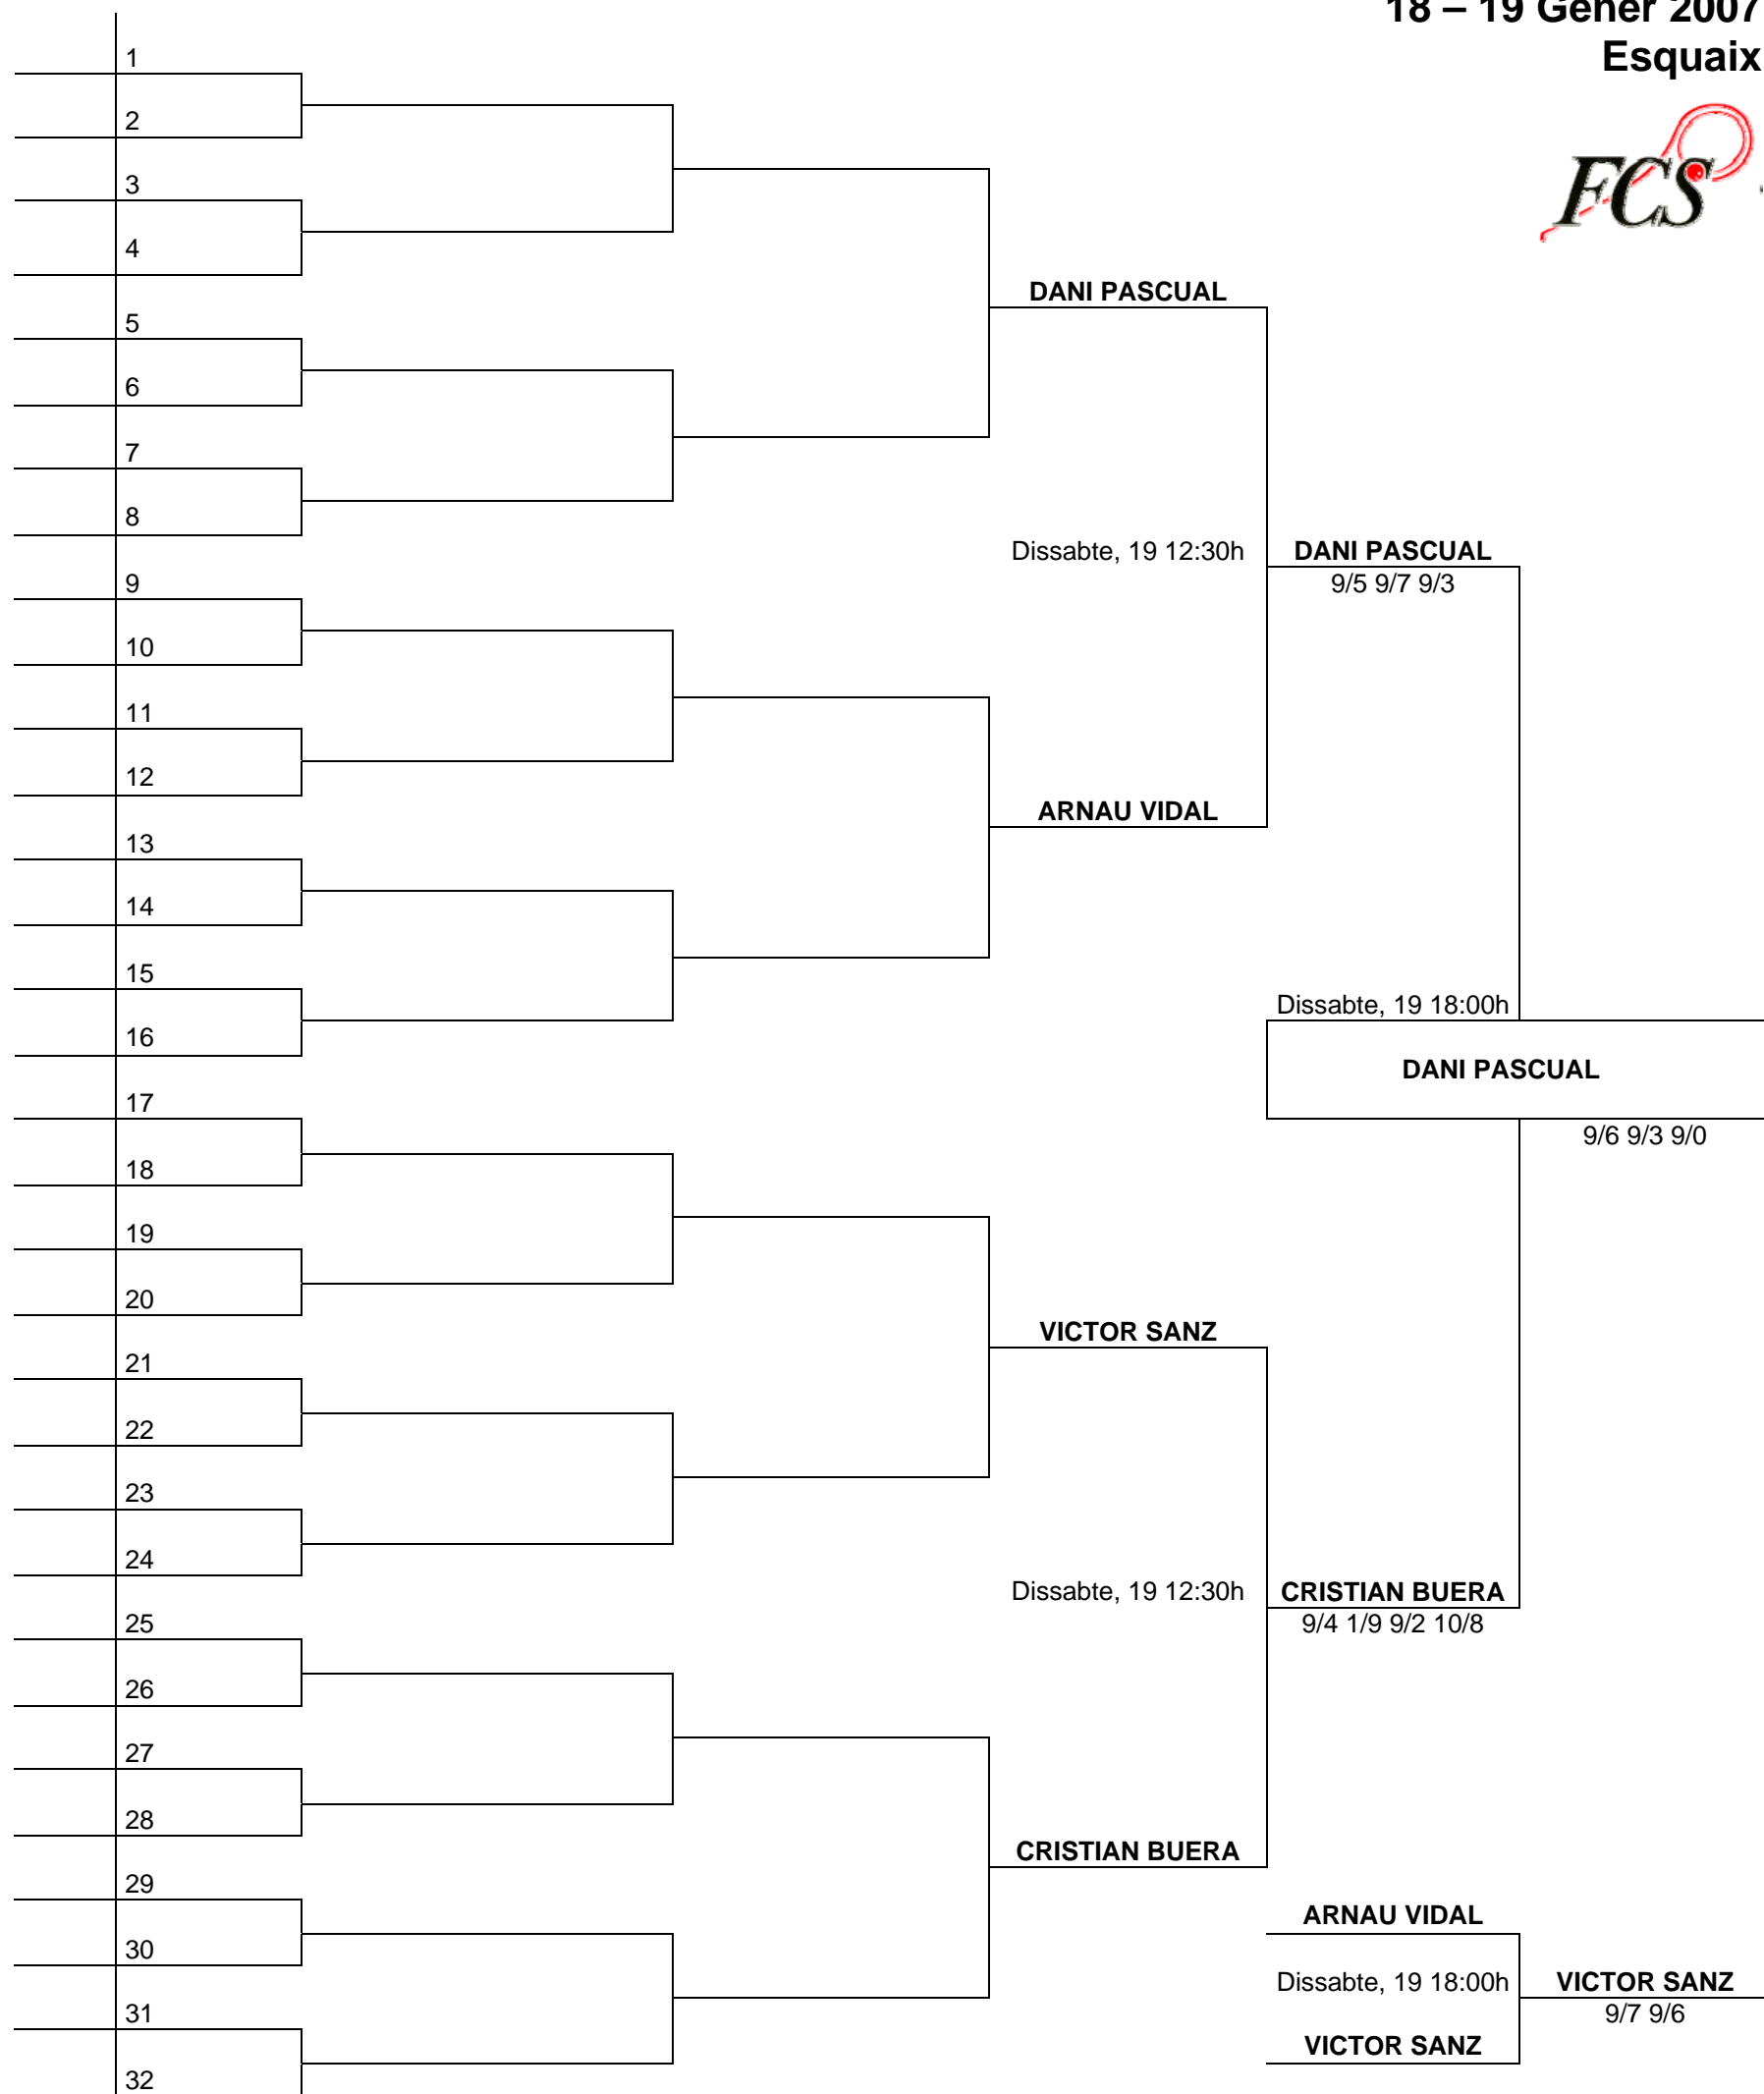 18 – 19 Gener 2007
Esquaix
FCS
1
2
3
4
DANI PASCUAL
5
6
7
8
Dissabte, 19 12:30h
DANI PASCUAL
9/5 9/7 9/3
9
10
11
12
ARNAU VIDAL
13
14
15
16
Dissabte, 19 18:00h
DANI PASCUAL
9/6 9/3 9/0
17
18
19
20
VICTOR SANZ
21
22
23
24
Dissabte, 19 12:30h
CRISTIAN BUERA
9/4 1/9 9/2 10/8
25
26
27
28
CRISTIAN BUERA
29
30
31
32
ARNAU VIDAL
Dissabte, 19 18:00h
VICTOR SANZ
9/7 9/6
VICTOR SANZ